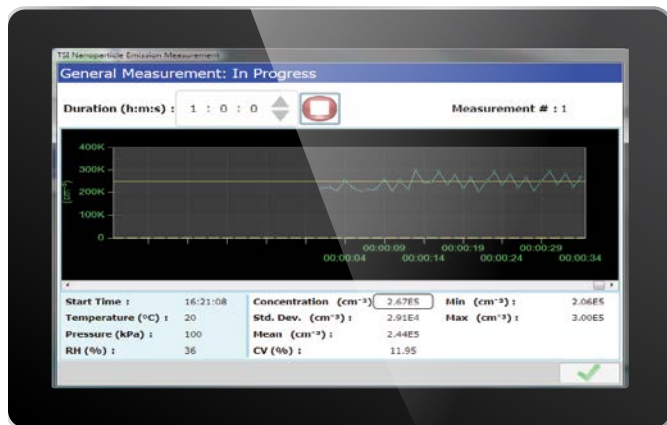 TSI Nanoparticle Emission Measurement
General Measurement: In Progress
Duration (h:m:s) : 1 : 0 : 0 Measurement # : 1
400K
300K
200K
100K
0
(cm⁻³)
00:00:09 00:00:19 00:00:29
00:00:04 00:00:14 00:00:24 00:00:34
Start Time : 16:21:08 Concentration (cm⁻³) 2.67E5 Min (cm⁻³) : 2.06E5
Temperature (ºC) : 20 Std. Dev. (cm⁻³) : 2.91E4 Max (cm⁻³) : 3.00E5
Pressure (kPa) : 100 Mean (cm⁻³) : 2.44E5
RH (%) : 36 CV (%) : 11.95